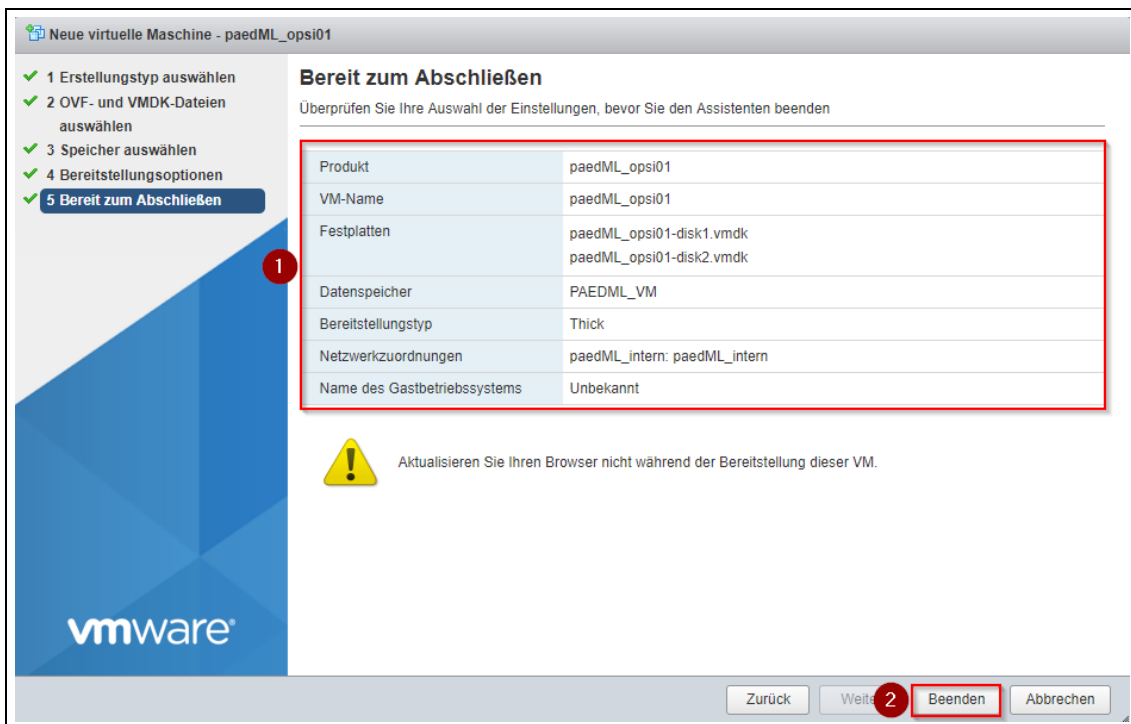 Neue virtuelle Maschine - paedML_opsi01
1 Erstellungstyp auswählen
2 OVF- und VMDK-Dateien
auswählen
3 Speicher auswählen
4 Bereitstellungsoptionen
5 Bereit zum Abschließen
Bereit zum Abschließen
Überprüfen Sie Ihre Auswahl der Einstellungen, bevor Sie den Assistenten beenden
1
Produkt paedML_opsi01
VM-Name paedML_opsi01
Festplatten paedML_opsi01-disk1.vmdk
paedML_opsi01-disk2.vmdk
Datenspeicher PAEDML_VM
Bereitstellungstyp Thick
Netzwerkzuordnungen paedML_intern: paedML_intern
Name des Gastbetriebssystems Unbekannt
Aktualisieren Sie Ihren Browser nicht während der Bereitstellung dieser VM.
vmware®
Zurück Weite 2 Beenden Abbrechen